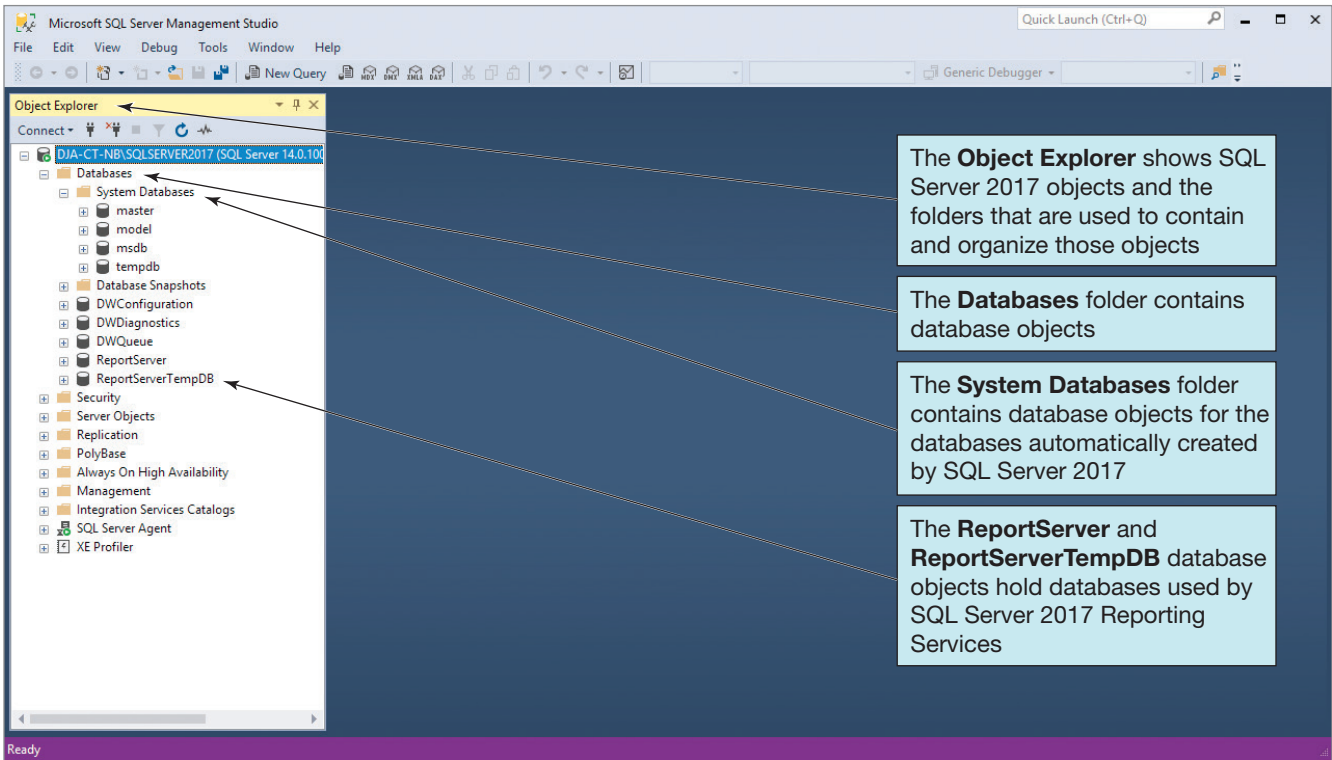 Microsoft SQL Server Management Studio
Quick Launch (Ctrl+Q)
File Edit View Debug Tools Window Help
New Query MDX DMX XMLA DAX Generic Debugger
Object Explorer
Connect
DJA-CT-NB\SQLSERVER2017 (SQL Server 14.0.100
Databases
System Databases
master
model
msdb
tempdb
Database Snapshots
DWConfiguration
DWDiagnostics
DWQueue
ReportServer
ReportServerTempDB
Security
Server Objects
Replication
PolyBase
Always On High Availability
Management
Integration Services Catalogs
SQL Server Agent
XE Profiler
The Object Explorer shows SQL
Server 2017 objects and the
folders that are used to contain
and organize those objects
The Databases folder contains
database objects
The System Databases folder
contains database objects for the
databases automatically created
by SQL Server 2017
The ReportServer and
ReportServerTempDB database
objects hold databases used by
SQL Server 2017 Reporting
Services
Ready